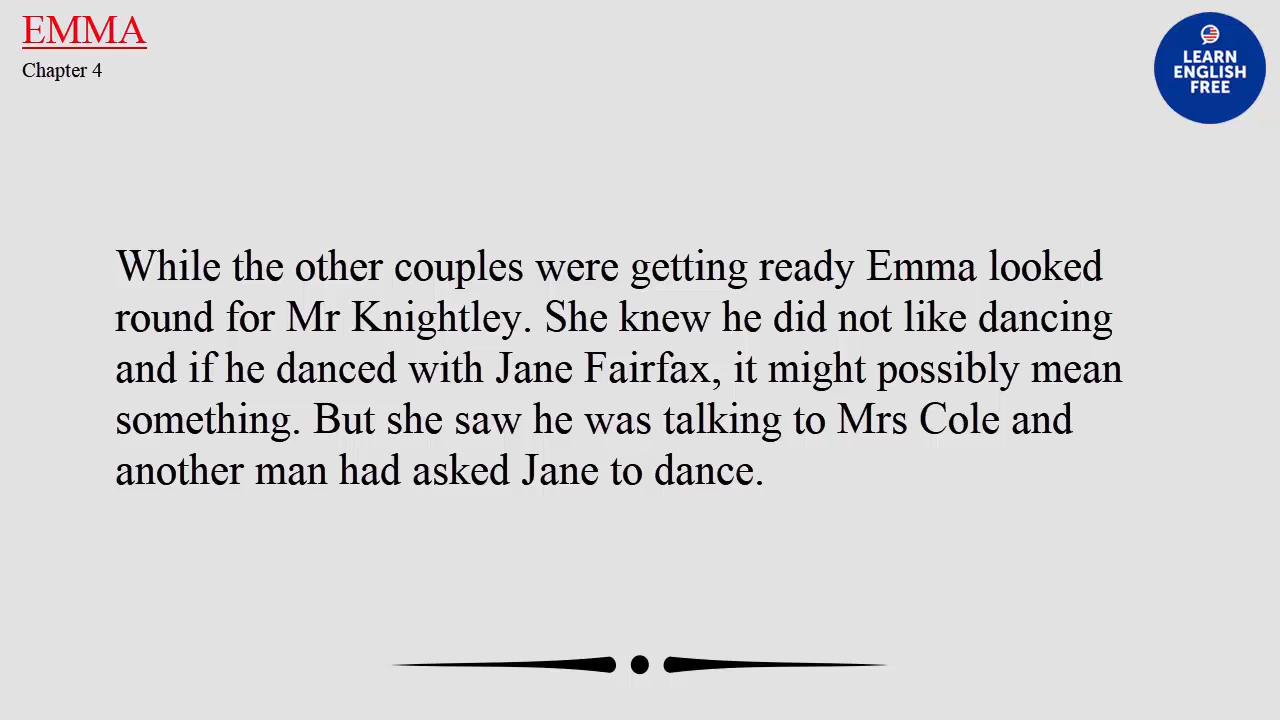 EMMA
Chapter 4
LEARN
ENGLISH
FREE
While the other couples were getting ready Emma looked
round for Mr Knightley. She knew he did not like dancing
and if he danced with Jane Fairfax, it might possibly mean
something. But she saw he was talking to Mrs Cole and
another man had asked Jane to dance.